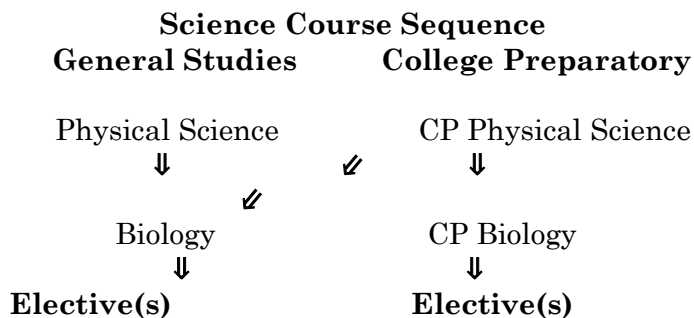 Science Course Sequence
General Studies College Preparatory
Physical Science CP Physical Science
⇓ ⇙ ⇓
⇙
Biology CP Biology
⇓ ⇓
Elective(s) Elective(s)